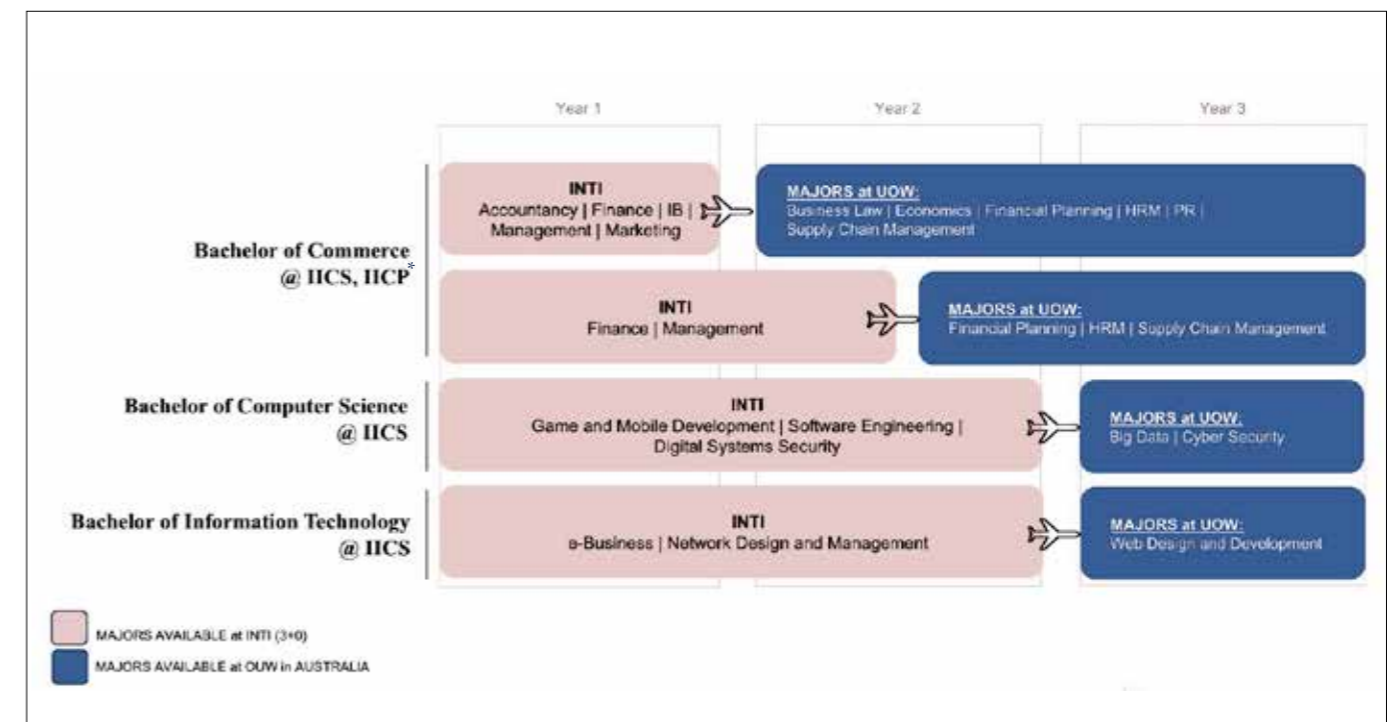 Year 1
Year 2
Year 3
Bachelor of Commerce
@ IICS, IICP*
INTI
Accountancy | Finance | IB |
Management | Marketing
MAJORS at UOW:
Business Law | Economics | Financial Planning | HRM | PR |
Supply Chain Management
INTI
Finance | Management
MAJORS at UOW:
Financial Planning | HRM | Supply Chain Management
Bachelor of Computer Science
@ IICS
INTI
Game and Mobile Development | Software Engineering |
Digital Systems Security
MAJORS at UOW:
Big Data | Cyber Security
Bachelor of Information Technology
@ IICS
INTI
e-Business | Network Design and Management
MAJORS at UOW:
Web Design and Development
MAJORS AVAILABLE at INTI (3+0)
MAJORS AVAILABLE at OUW in AUSTRALIA